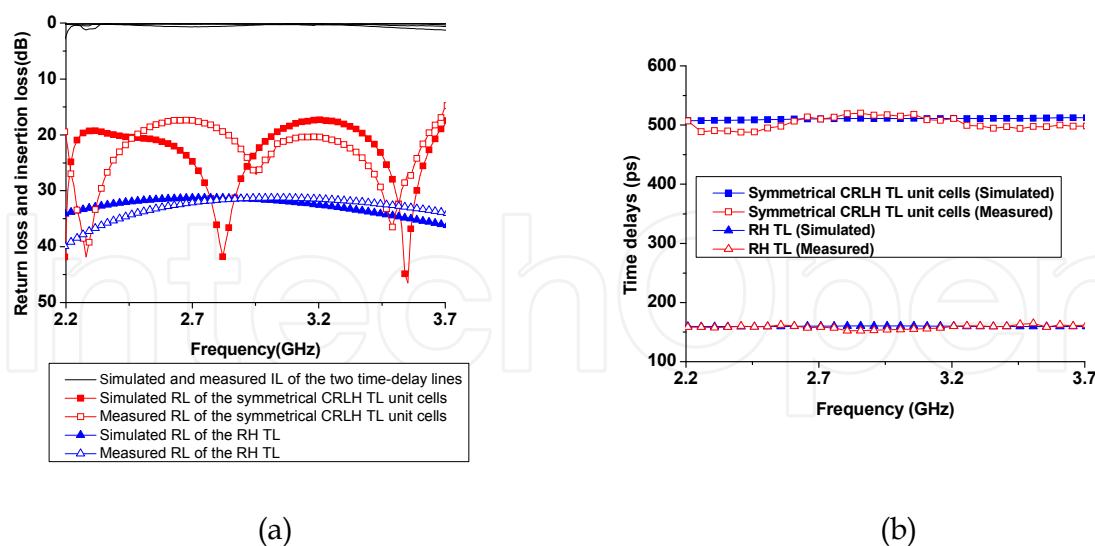 Return loss and insertion loss(dB)
0
10
20
30
40
50
2.2
2.7
3.2
3.7
Frequency(GHz)
Simulated and measured IL of the two time-delay lines
Simulated RL of the symmetrical CRLH TL unit cells
Measured RL of the symmetrical CRLH TL unit cells
Simulated RL of the RH TL
Measured RL of the RH TL
(a)
Time delays (ps)
600
500
400
300
200
100
Symmetrical CRLH TL unit cells (Simulated)
Symmetrical CRLH TL unit cells (Measured)
RH TL (Simulated)
RH TL (Measured)
2.2
2.7
3.2
3.7
Frequency (GHz)
(b)
IntechOpen